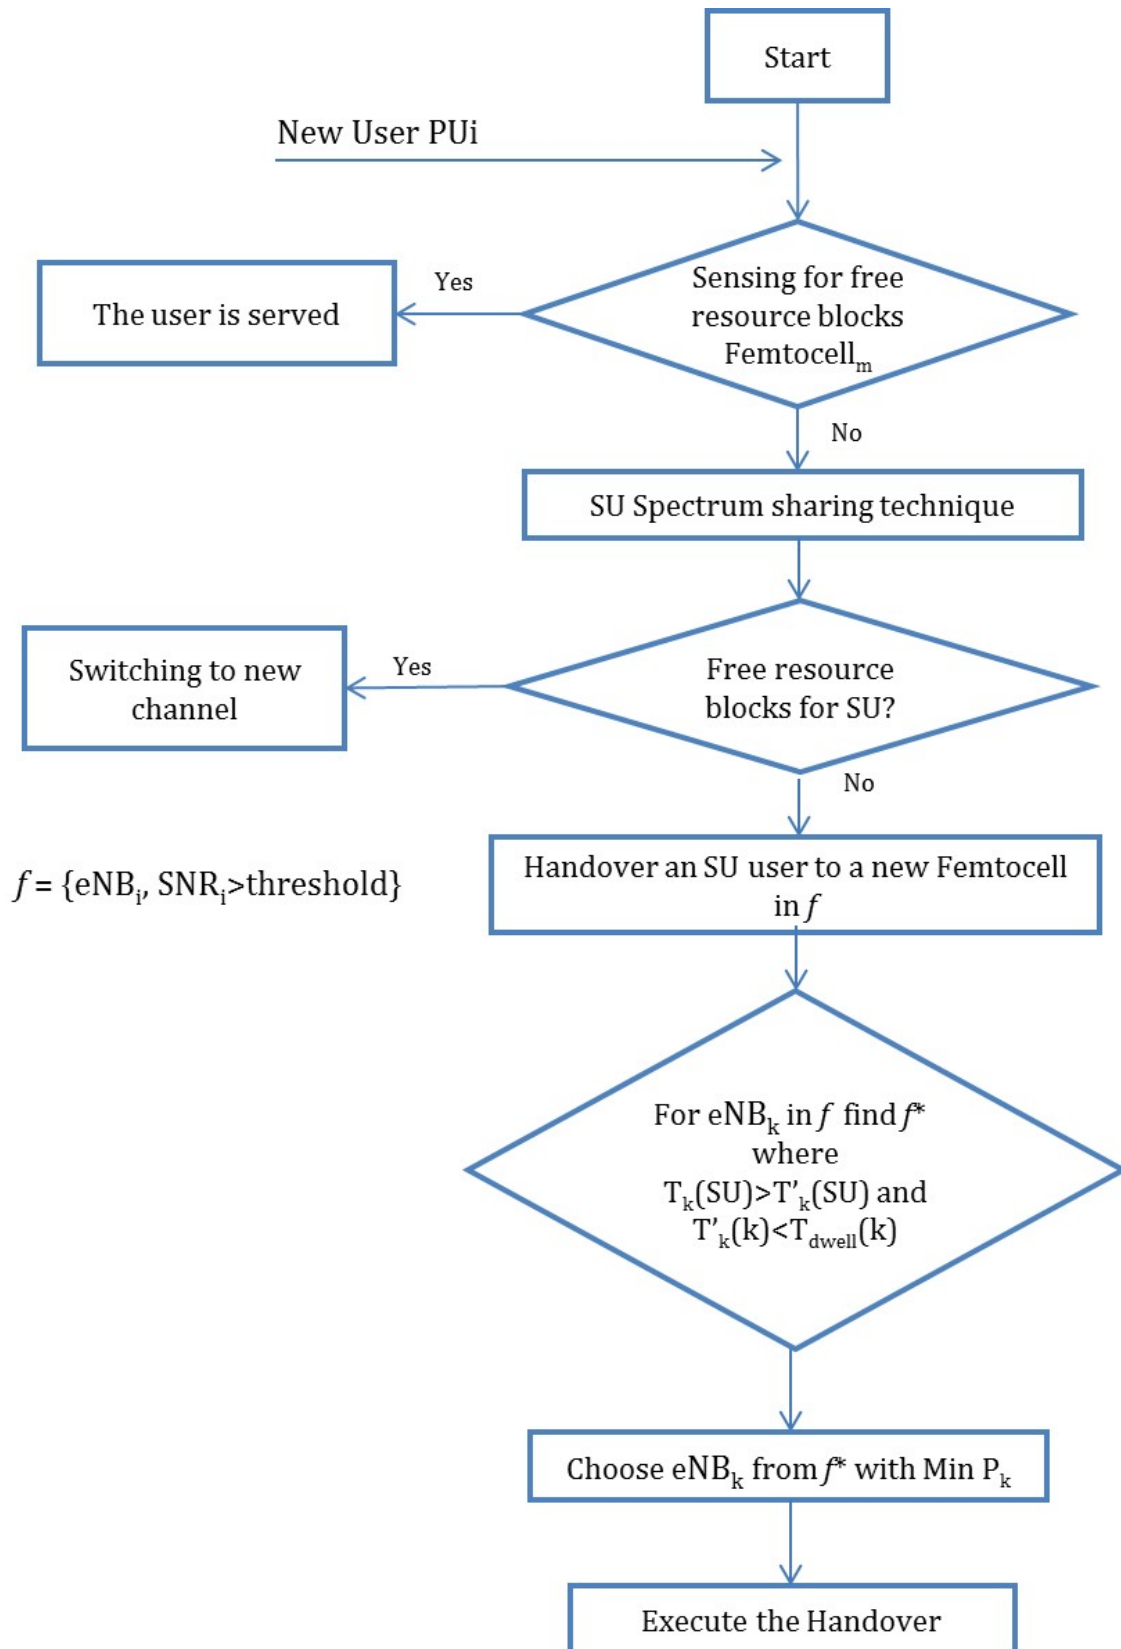 Start
New User PUi
Sensing for free
resource blocks
Femtocellₘ
Yes
The user is served
No
SU Spectrum sharing technique
Free resource
blocks for SU?
Yes
Switching to new
channel
No
Handover an SU user to a new Femtocell
in f
f = {eNBᵢ, SNRᵢ>threshold}
For eNBₖ in f find f*
where
Tₖ(SU)>T’ₖ(SU) and
T’ₖ(k)<T_dwell(k)
Choose eNBₖ from f* with Min Pₖ
Execute the Handover